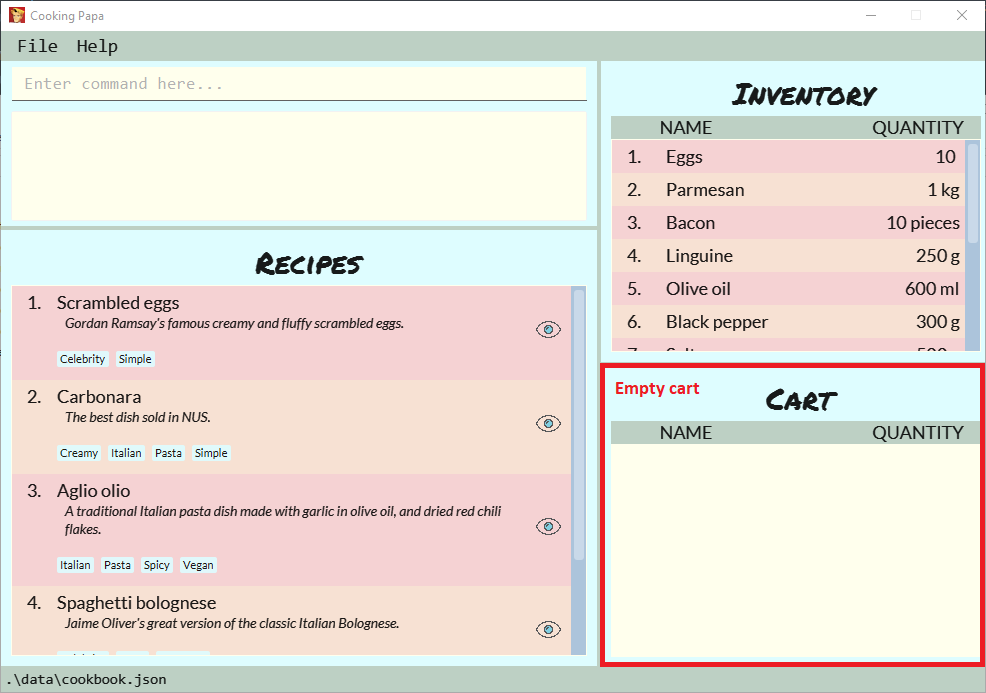 Cooking Papa
File Help
Enter command here...
Recipes
1. Scrambled eggs
Gordan Ramsay's famous creamy and fluffy scrambled eggs.
Celebrity Simple
2. Carbonara
The best dish sold in NUS.
Creamy Italian Pasta Simple
3. Aglio olio
A traditional Italian pasta dish made with garlic in olive oil, and dried red chili
flakes.
Italian Pasta Spicy Vegan
4. Spaghetti bolognese
Jaime Oliver's great version of the classic Italian Bolognese.
Inventory
NAME QUANTITY
1. Eggs 10
2. Parmesan 1 kg
3. Bacon 10 pieces
4. Linguine 250 g
5. Olive oil 600 ml
6. Black pepper 300 g
Empty cart
Cart
NAME QUANTITY
.\data\cookbook.json